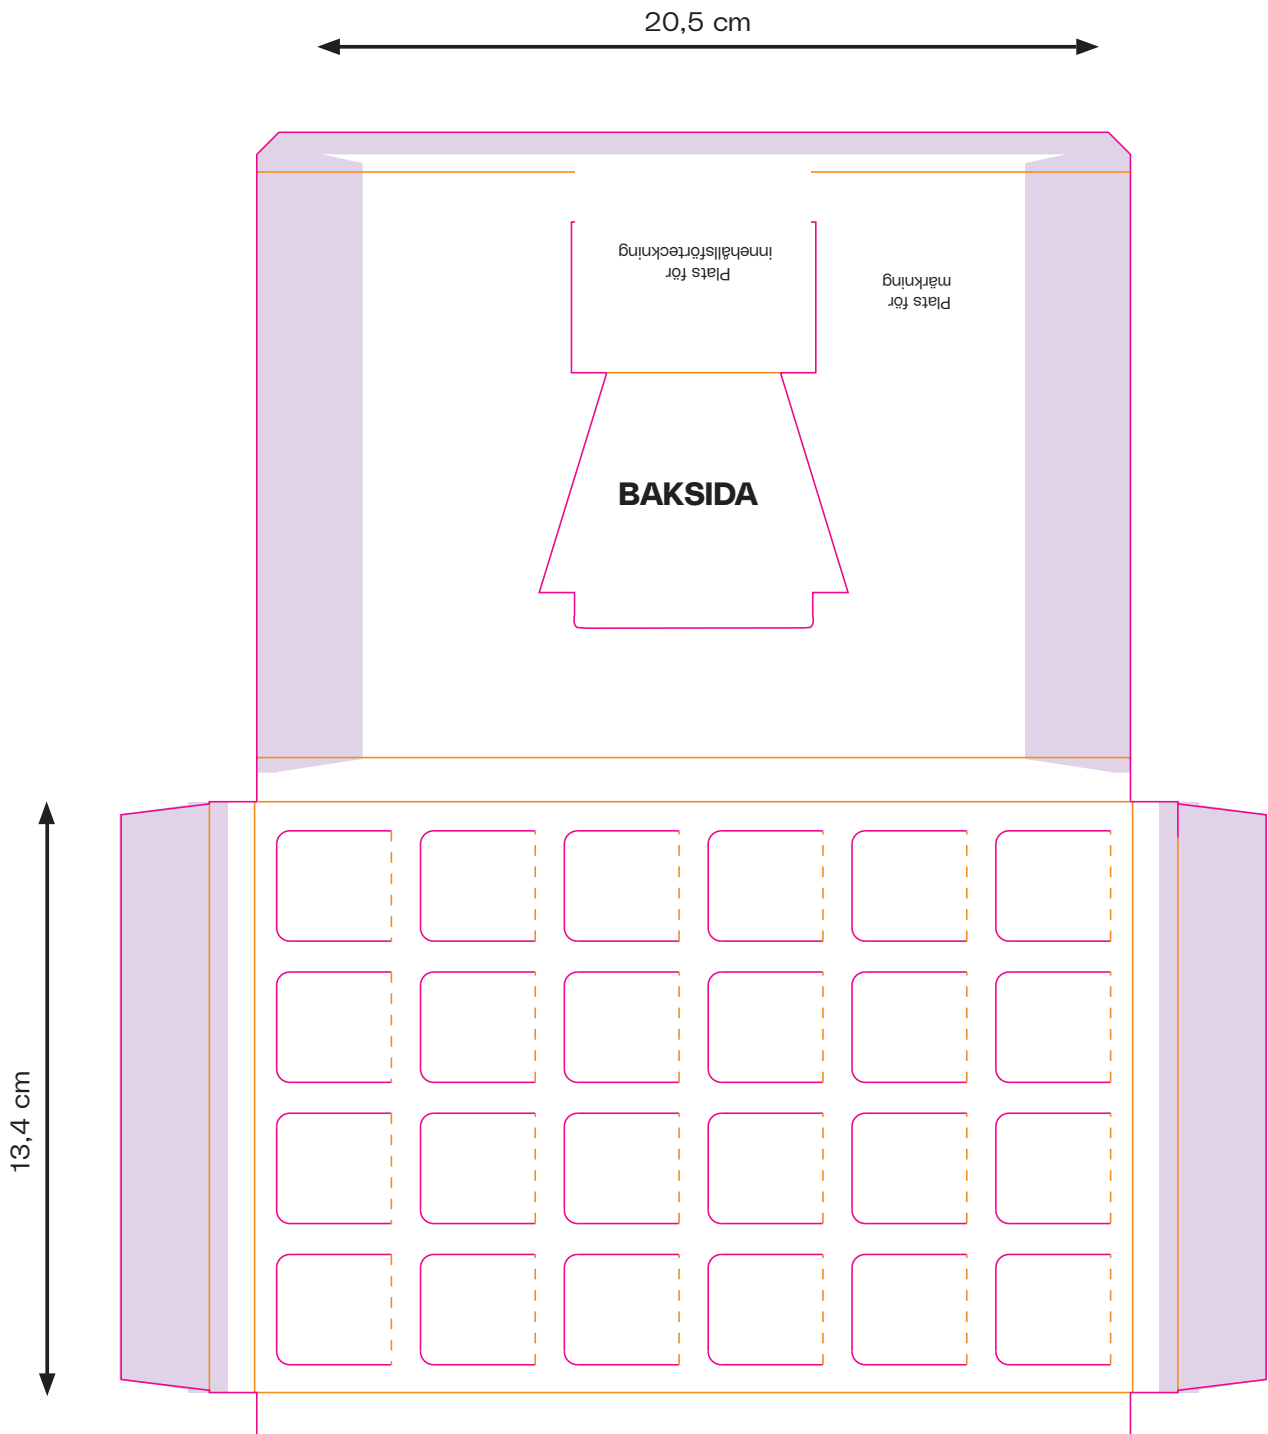 20,5 cm
Plats för
innehållsförteckning
Plats för
märkning
BAKSIDA
13,4 cm